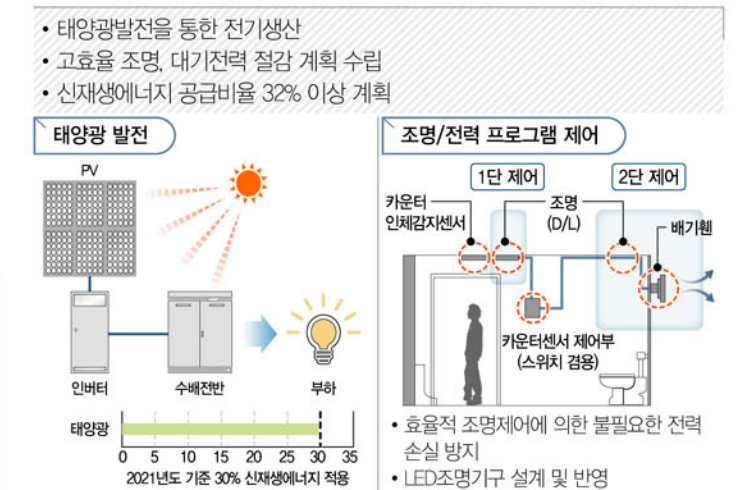 • 태양광발전을 통한 전기생산
• 고효율 조명, 대기전력 절감 계획 수립
• 신재생에너지 공급비율 32% 이상 계획
태양광 발전
PV
인버터
수배전반
부하
태양광
0 5 10 15 20 25 30 35
2021년도 기준 30% 신재생에너지 적용
조명/전력 프로그램 제어
1단 제어
2단 제어
카운터
인체감지센서
조명
(D/L)
배기휀
카운터센서 제어부
(스위치 겸용)
• 효율적 조명제어에 의한 불필요한 전력
손실 방지
• LED조명기구 설계 및 반영